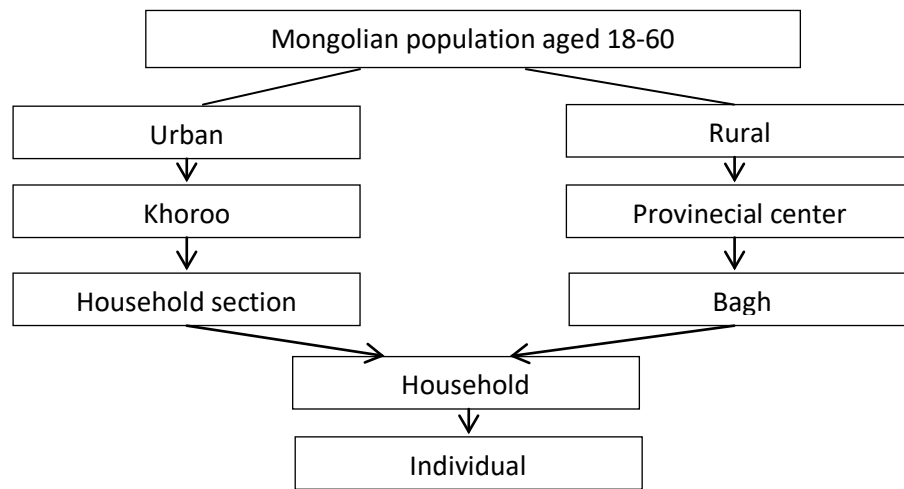 Mongolian population aged 18-60
Urban
Rural
Khoroo
Provinecial center
Household section
Bagh
Household
Individual